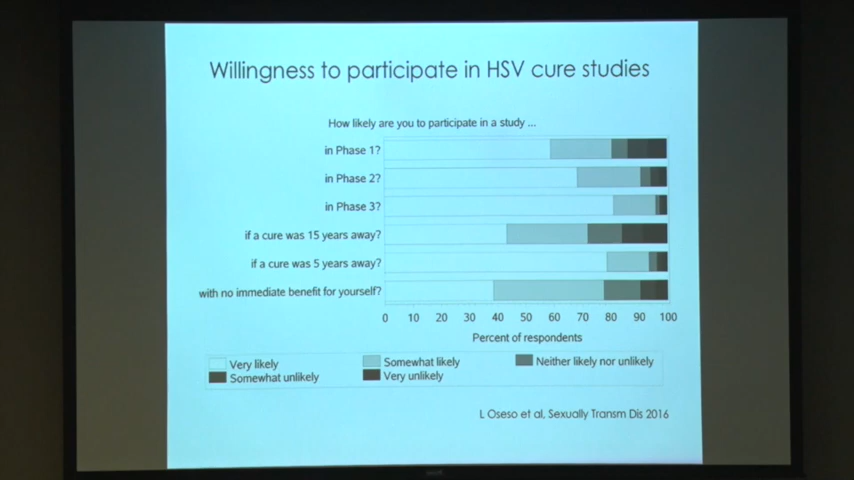 Willingness to participate in HSV cure studies
How likely are you to participate in a study ...
in Phase 1?
in Phase 2?
in Phase 3?
if a cure was 15 years away?
if a cure was 5 years away?
with no immediate benefit for yourself?
0 10 20 30 40 50 60 70 80 90 100
Percent of respondents
Very likely Somewhat likely Neither likely nor unlikely
Somewhat unlikely Very unlikely
L Oseso et al, Sexually Transm Dis 2016